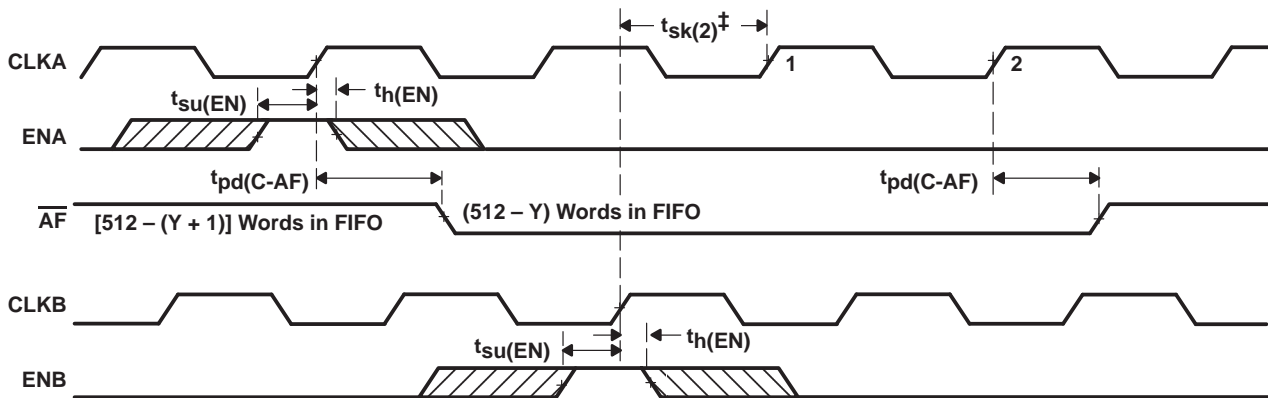 tsk(2)‡
CLKA
1
2
tsu(EN)
th(EN)
ENA
tpd(C-AF)
tpd(C-AF)
AF
[512 – (Y + 1)] Words in FIFO
(512 – Y) Words in FIFO
CLKB
tsu(EN)
th(EN)
ENB